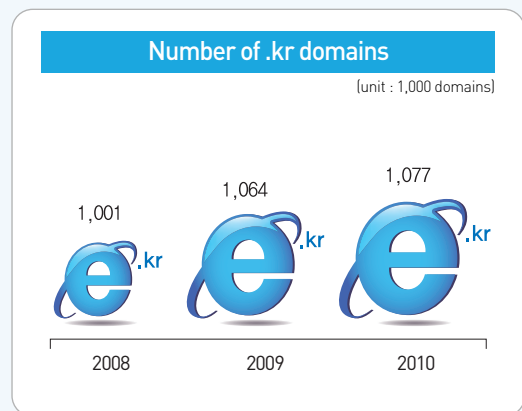 Number of .kr domains
(unit : 1,000 domains)
1,001
1,064
1,077
e.kr
e.kr
e.kr
2008
2009
2010